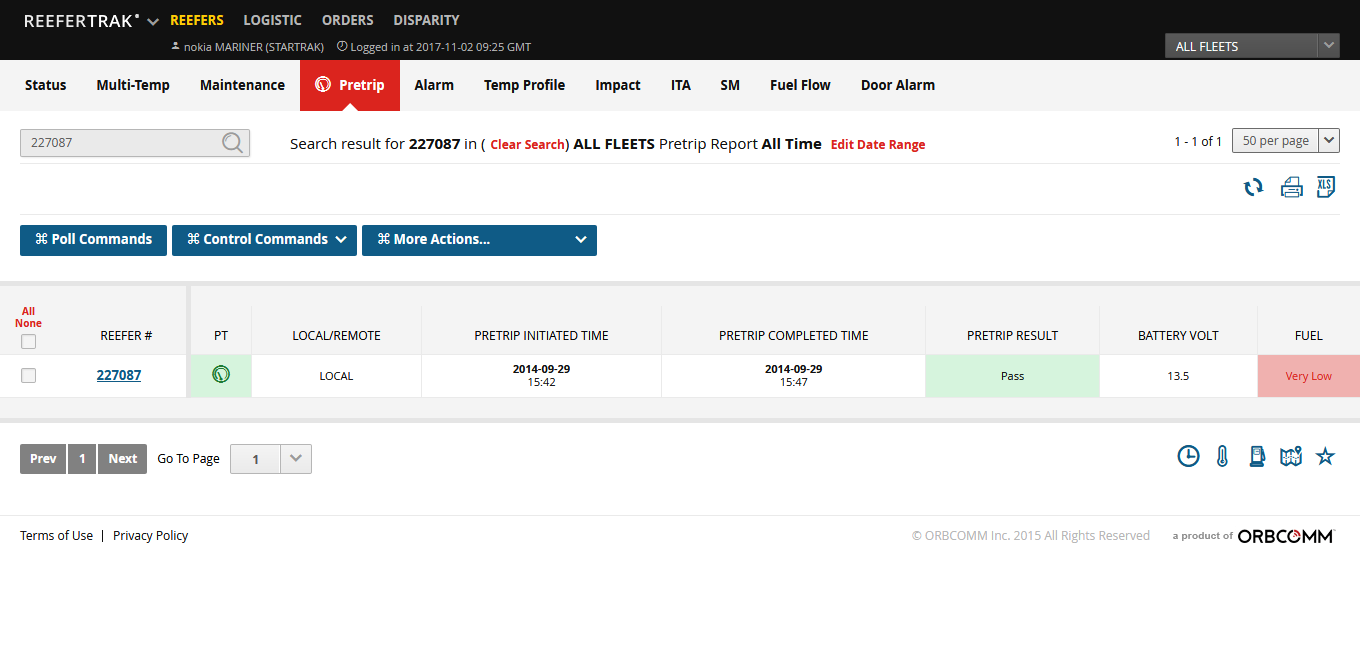 REEFERTRAK REEFERS LOGISTIC ORDERS DISPARITY
nokia MARINER (STARTRAK) Logged in at 2017-11-02 09:25 GMT
ALL FLEETS
Status Multi-Temp Maintenance Pretrip Alarm Temp Profile Impact ITA SM Fuel Flow Door Alarm
227087
Search result for 227087 in ( Clear Search) ALL FLEETS Pretrip Report All Time Edit Date Range
1 - 1 of 1 50 per page
XLS
⌘ Poll Commands ⌘ Control Commands ⌘ More Actions...
All
None
REEFER # PT LOCAL/REMOTE PRETRIP INITIATED TIME PRETRIP COMPLETED TIME PRETRIP RESULT BATTERY VOLT FUEL
227087 LOCAL 2014-09-29 15:42 2014-09-29 15:47 Pass 13.5 Very Low
Prev 1 Next Go To Page 1
Terms of Use | Privacy Policy © ORBCOMM Inc. 2015 All Rights Reserved a product of ORBCOMM